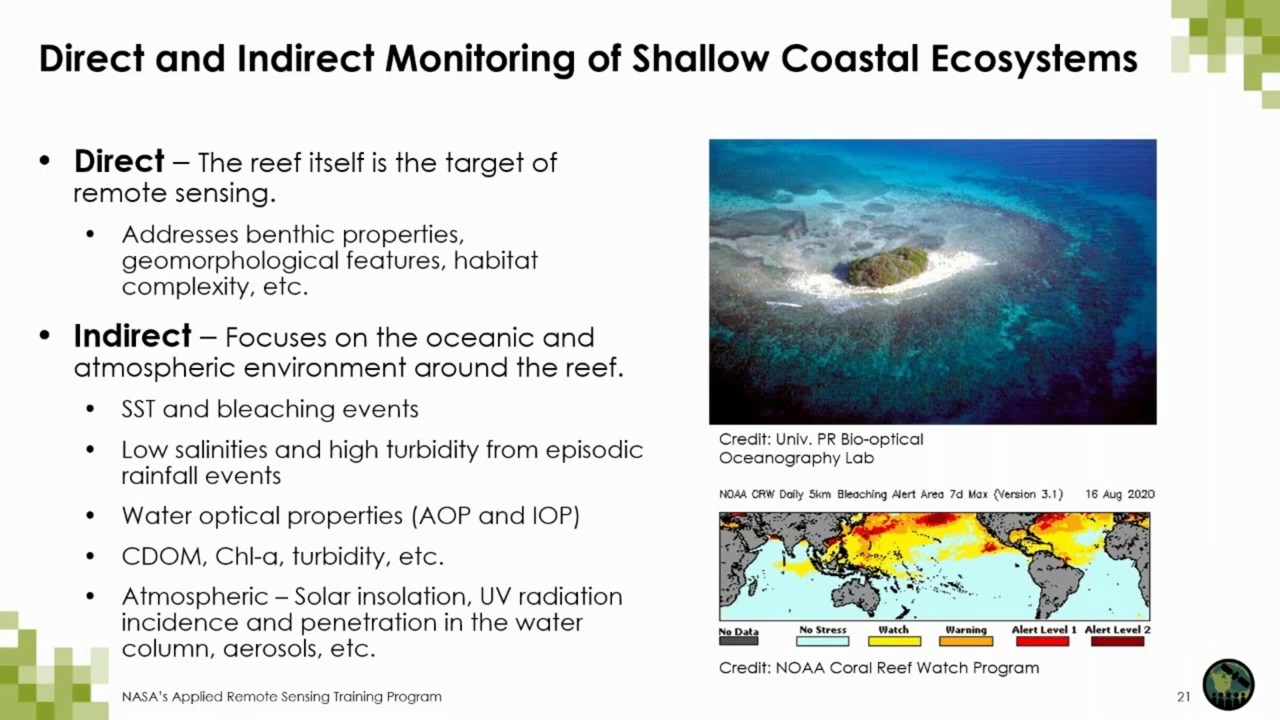 Direct and Indirect Monitoring of Shallow Coastal Ecosystems
• Direct – The reef itself is the target of
remote sensing.
• Addresses benthic properties,
geomorphological features, habitat
complexity, etc.
• Indirect – Focuses on the oceanic and
atmospheric environment around the reef.
• SST and bleaching events
• Low salinities and high turbidity from episodic
rainfall events
• Water optical properties (AOP and IOP)
• CDOM, Chl-a, turbidity, etc.
• Atmospheric – Solar insolation, UV radiation
incidence and penetration in the water
column, aerosols, etc.
Credit: Univ. PR Bio-optical
Oceanography Lab
NOAA CRW Daily 5km Bleaching Alert Area 7d Max (Version 3.1) 16 Aug 2020
No Data No Stress Watch Warning Alert Level 1 Alert Level 2
Credit: NOAA Coral Reef Watch Program
NASA's Applied Remote Sensing Training Program
21